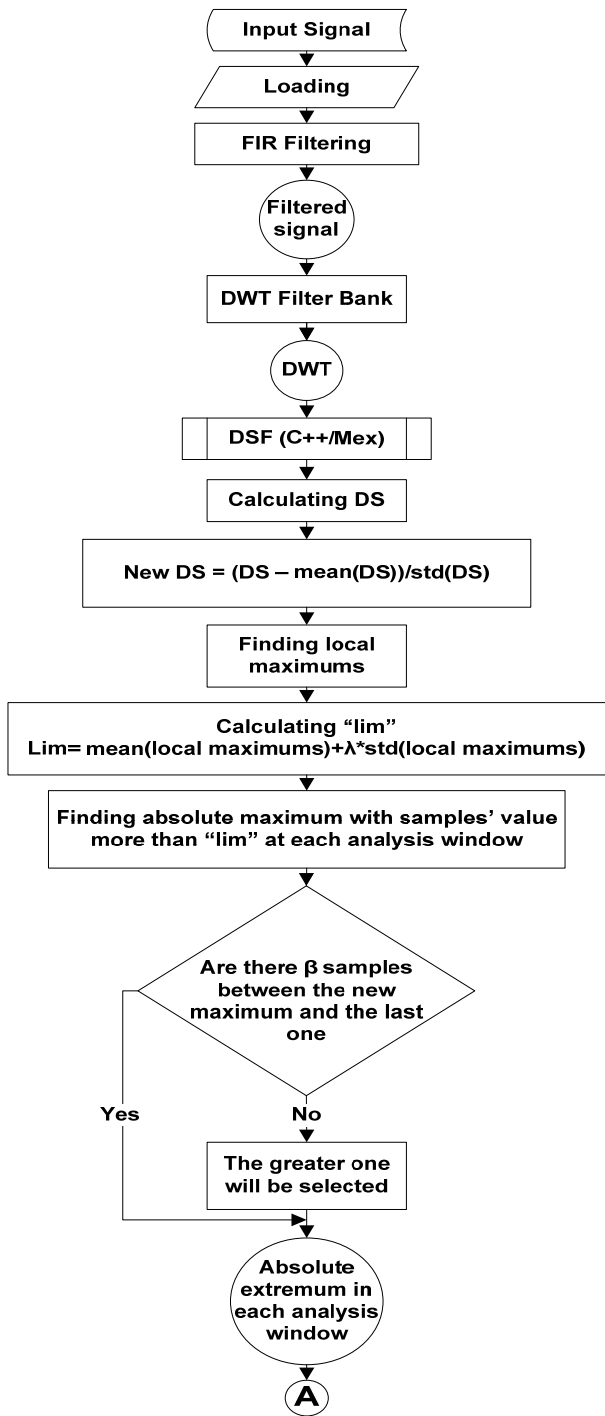 Input Signal
Loading
FIR Filtering
Filtered
signal
DWT Filter Bank
DWT
DSF (C++/Mex)
Calculating DS
New DS = (DS – mean(DS))/std(DS)
Finding local
maximums
Calculating “lim”
Lim= mean(local maximums)+λ*std(local maximums)
Finding absolute maximum with samples’ value
more than “lim” at each analysis window
Are there β samples
between the new
maximum and the last
one
Yes
No
The greater one
will be selected
Absolute
extremum in
each analysis
window
A